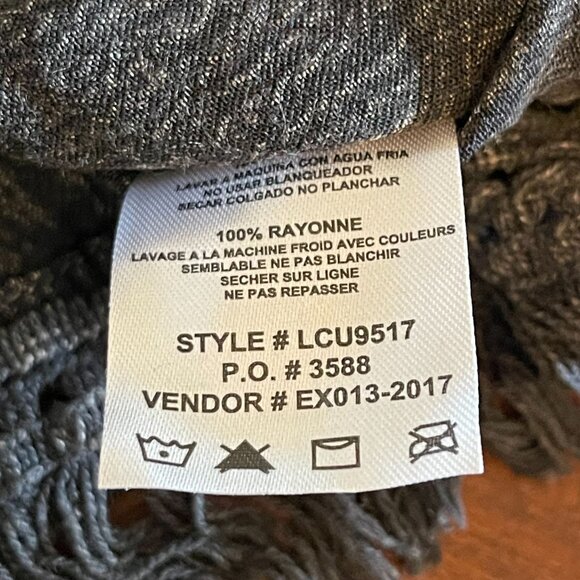 LAVAR A MAQUINA CON AGUA FRIA
NO USAR BLANQUEADOR
SECAR COLGADO NO PLANCHAR
100% RAYONNE
LAVAGE A LA MACHINE FROID AVEC COULEURS
SEMBLABLE NE PAS BLANCHIR
SECHER SUR LIGNE
NE PAS REPASSER
STYLE # LCU9517
P.O. # 3588
VENDOR # EX013-2017